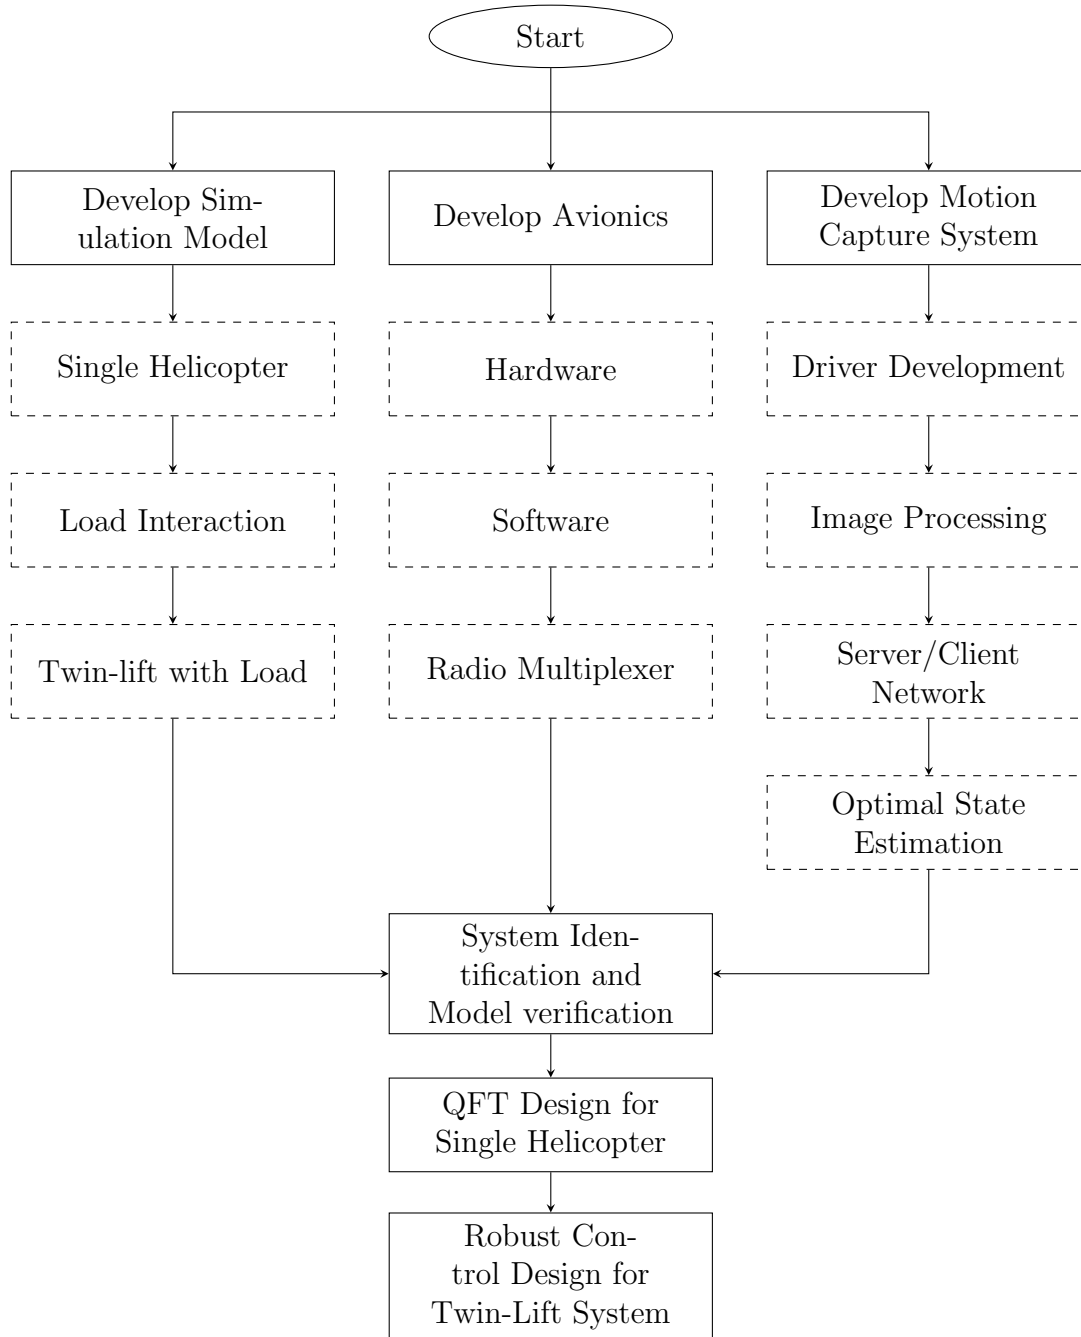 Start
Develop Sim-
ulation Model
Develop Avionics
Develop Motion
Capture System
Single Helicopter
Hardware
Driver Development
Load Interaction
Software
Image Processing
Twin-lift with Load
Radio Multiplexer
Server/Client
Network
Optimal State
Estimation
System Iden-
tification and
Model verification
QFT Design for
Single Helicopter
Robust Con-
trol Design for
Twin-Lift System